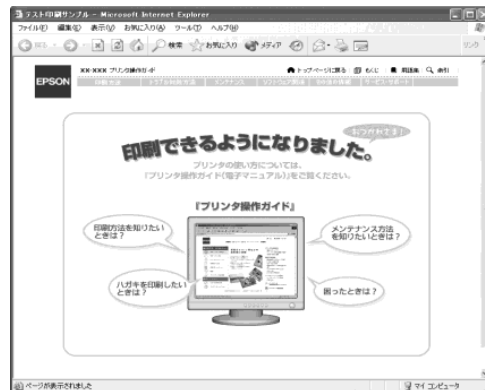 テスト印刷サンプル - Microsoft Internet Explorer
ファイル(F) 編集(E) 表示(V) お気に入り(A) ツール(T) ヘルプ(H)
検索 お気に入り メディア
リンク
EPSON
XX-XXX プリンタ操作ガイド
トップページに戻る もくじ 用語集 索引
おつかれさま！
印刷できるようになりました。
プリンタの使い方については、
『プリンタ操作ガイド(電子マニュアル)』をご覧ください。
『プリンタ操作ガイド』
印刷方法を知りたい
ときは？
メンテナンス方法
を知りたいときは？
ハガキを印刷したい
ときは？
困ったときは？
ページが表示されました
マイ コンピュータ